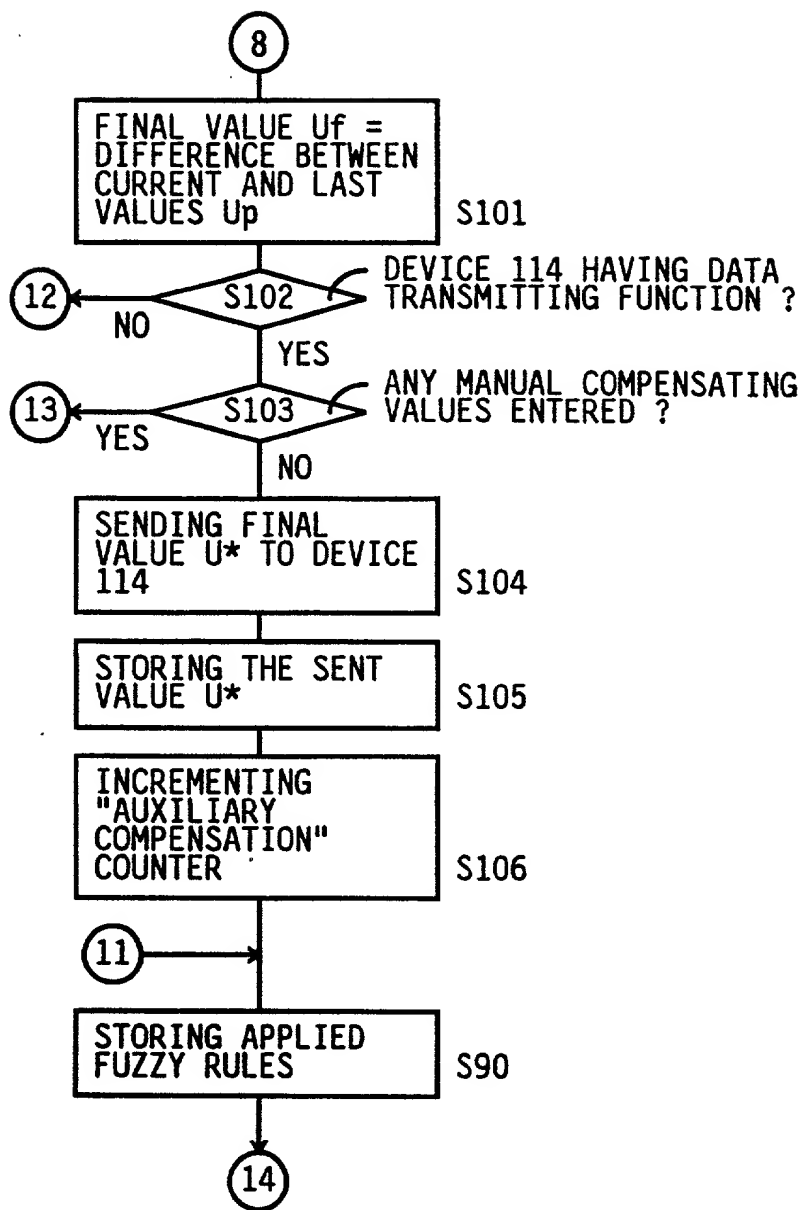 8
FINAL VALUE Uf =
DIFFERENCE BETWEEN
CURRENT AND LAST
VALUES Up
S101
DEVICE 114 HAVING DATA
TRANSMITTING FUNCTION ?
S102
12
NO
YES
ANY MANUAL COMPENSATING
VALUES ENTERED ?
S103
13
YES
NO
SENDING FINAL
VALUE U* TO DEVICE
114
S104
STORING THE SENT
VALUE U*
S105
INCREMENTING
"AUXILIARY
COMPENSATION"
COUNTER
S106
11
STORING APPLIED
FUZZY RULES
S90
14